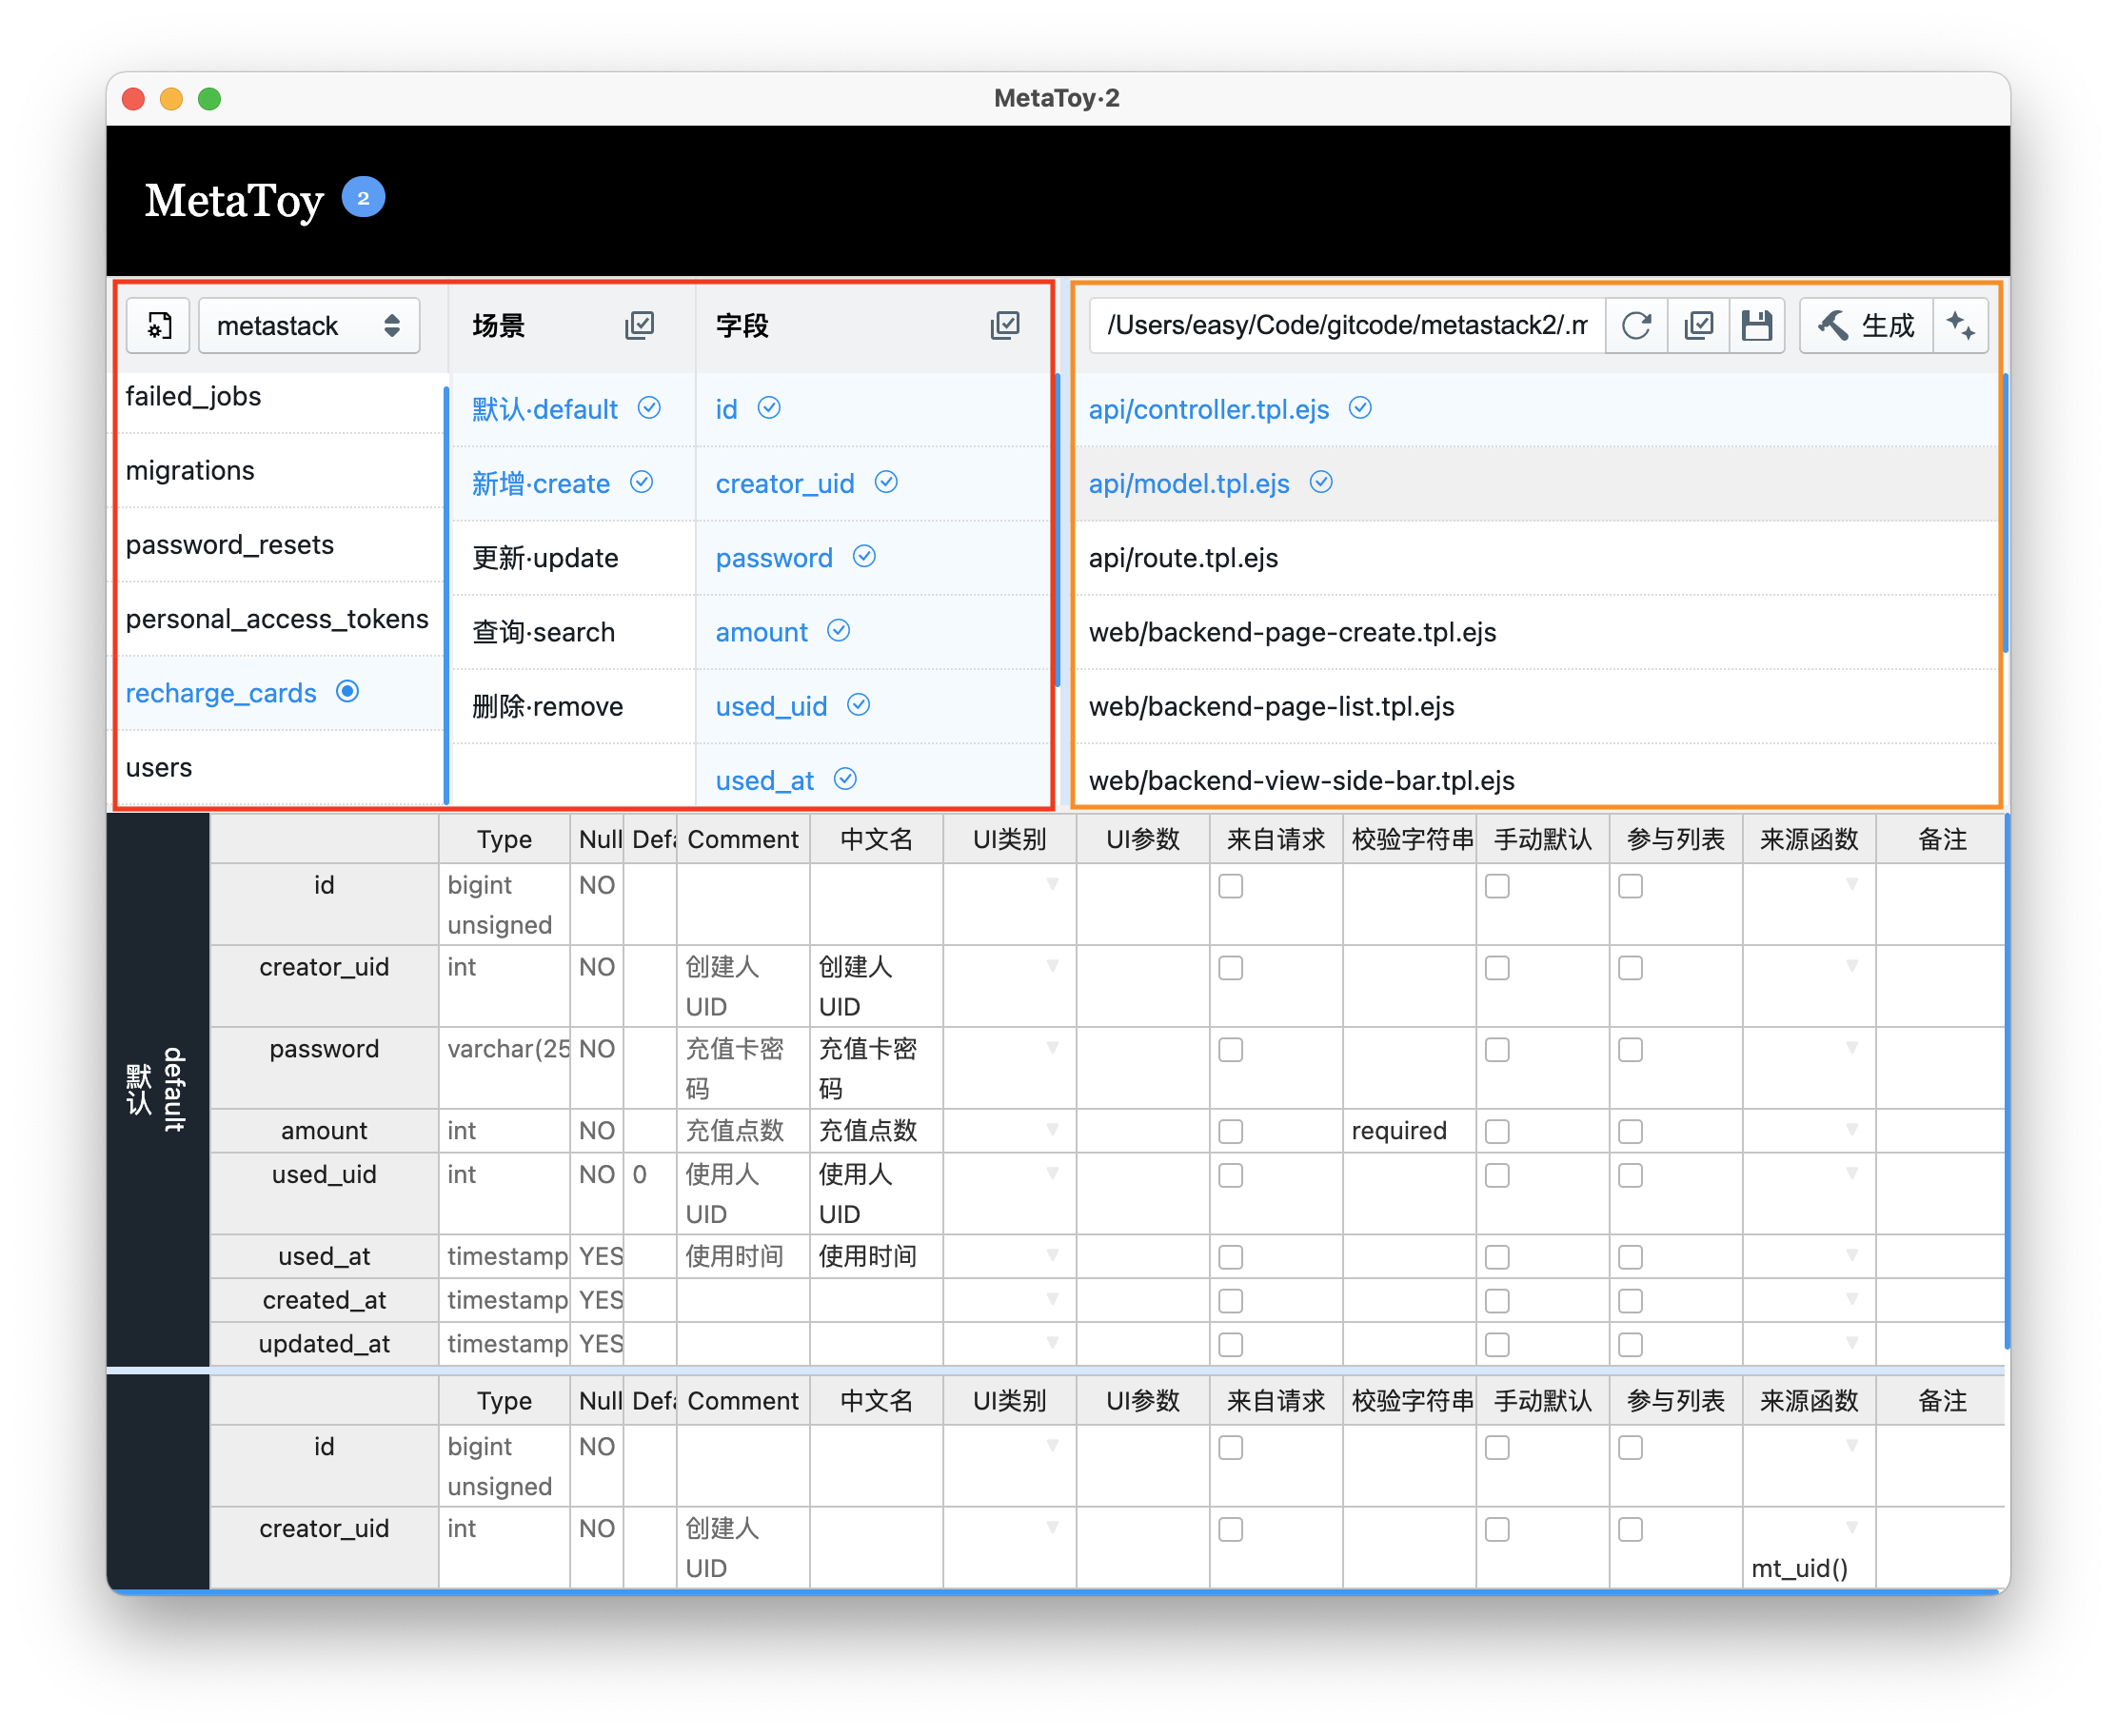 MetaToy·2
MetaToy 2
metastack 场景 字段 /Users/easy/Code/gitcode/metastack2/.m 生成
failed_jobs 默认·default id api/controller.tpl.ejs
migrations 新增·create creator_uid api/model.tpl.ejs
password_resets 更新·update password api/route.tpl.ejs
personal_access_tokens 查询·search amount web/backend-page-create.tpl.ejs
recharge_cards 删除·remove used_uid web/backend-page-list.tpl.ejs
users used_at web/backend-view-side-bar.tpl.ejs
default
默认
Type Null Defa Comment 中文名 UI类别 UI参数 来自请求 校验字符串 手动默认 参与列表 来源函数 备注
id bigint NO
unsigned
creator_uid int NO 创建人 创建人
UID UID
password varchar(25 NO 充值卡密 充值卡密
码 码
amount int NO 充值点数 充值点数 required
used_uid int NO 0 使用人 使用人
UID UID
used_at timestamp YES 使用时间 使用时间
created_at timestamp YES
updated_at timestamp YES
Type Null Defa Comment 中文名 UI类别 UI参数 来自请求 校验字符串 手动默认 参与列表 来源函数 备注
id bigint NO
unsigned
creator_uid int NO 创建人
UID mt_uid()